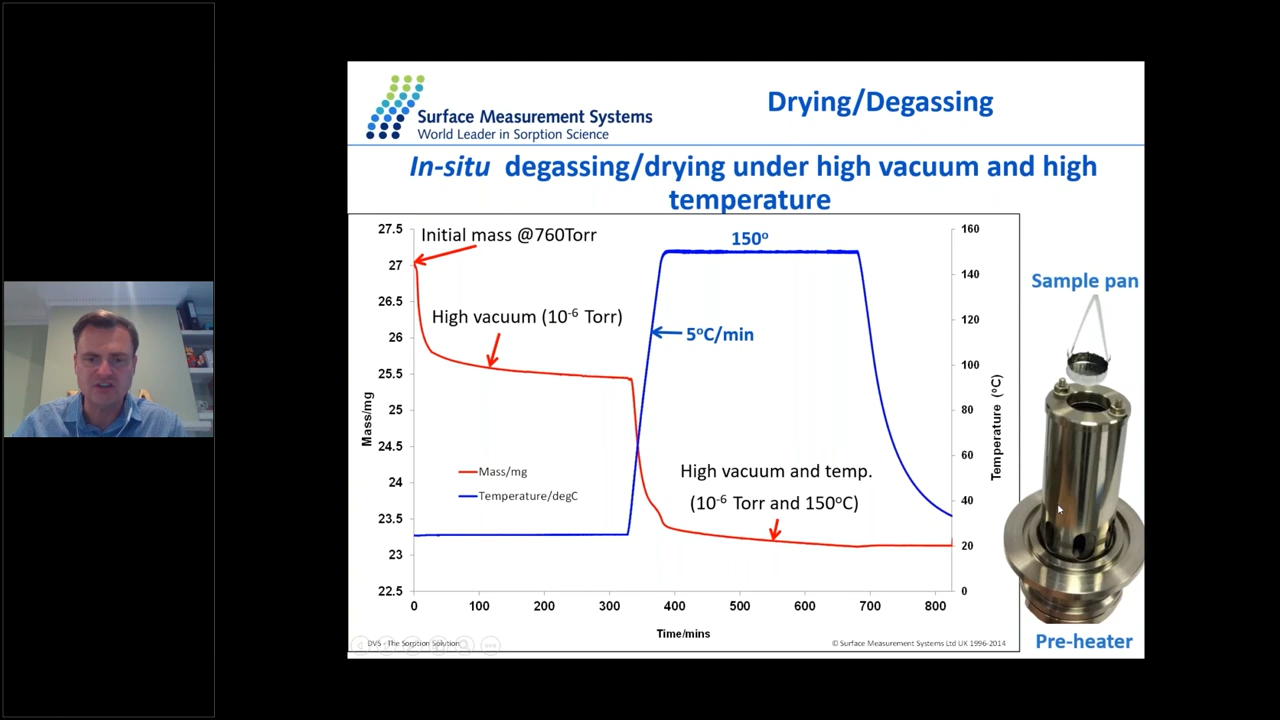 Surface Measurement Systems
World Leader in Sorption Science
Drying/Degassing
In-situ degassing/drying under high vacuum and high
temperature
27.5
27
26.5
26
25.5
25
24.5
24
23.5
23
22.5
Mass/mg
Initial mass @760Torr
High vacuum (10-6 Torr)
150o
5oC/min
Mass/mg
Temperature/degC
High vacuum and temp.
(10-6 Torr and 150oC)
160
140
120
100
80
60
40
20
0
Temperature (oC)
0 100 200 300 400 500 600 700 800
Time/mins
Sample pan
Pre-heater
DVS - The Sorption Solution
© Surface Measurement Systems Ltd UK 1996-2014